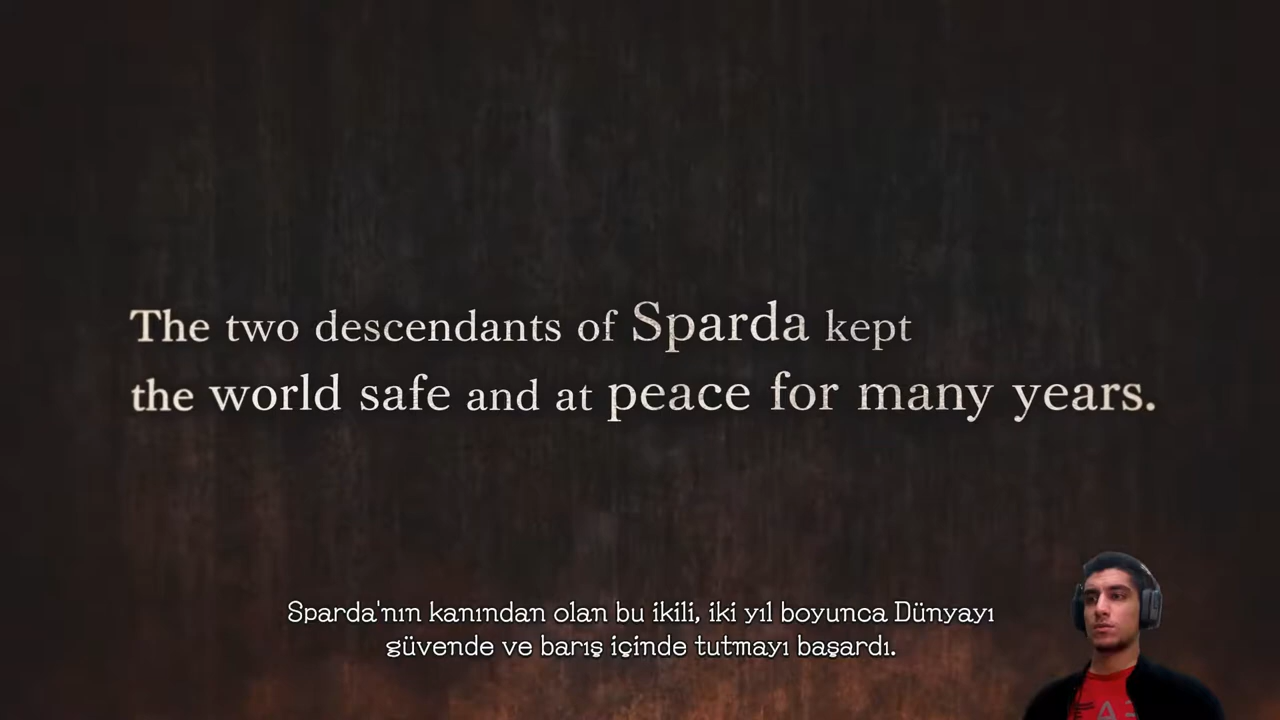 The two descendants of Sparda kept
the world safe and at peace for many years.
Sparda'nın kanından olan bu ikili, iki yıl boyunca Dünyayı
güvende ve barış içinde tutmayı başardı.